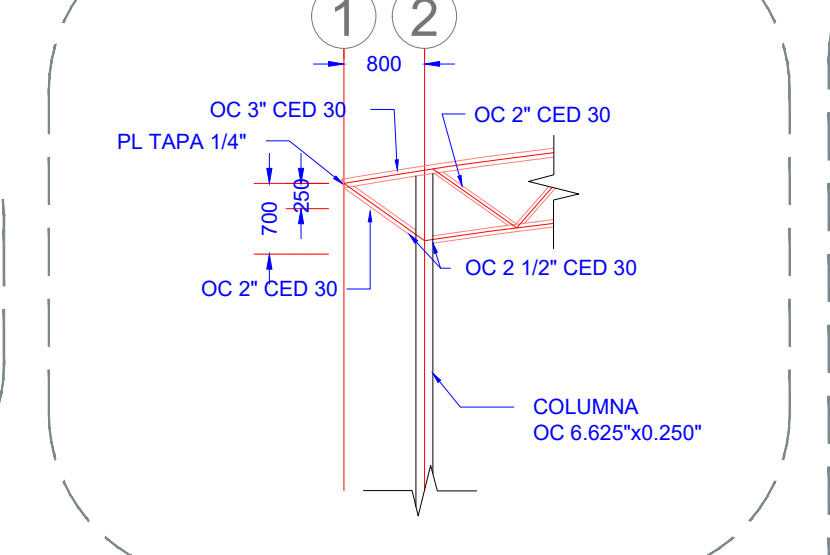 1 2
800
OC 3" CED 30
OC 2" CED 30
PL TAPA 1/4"
250
700
OC 2 1/2" CED 30
OC 2" CED 30
COLUMNA
OC 6.625"x0.250"